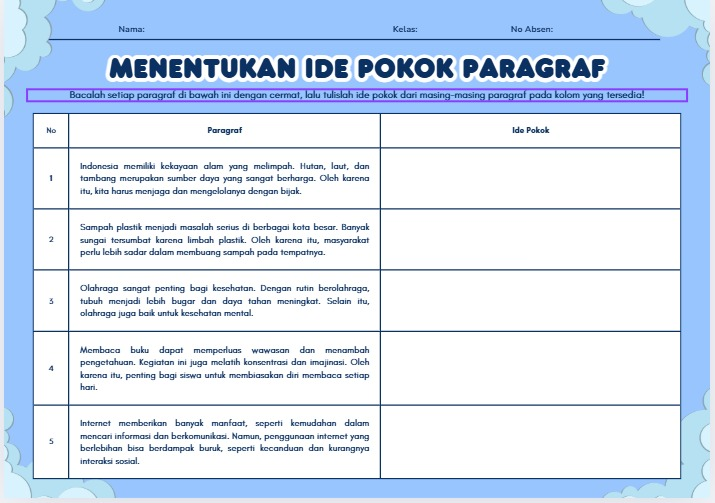 Nama: Kelas: No Absen:
MENENTUKAN IDE POKOK PARAGRAF
Bacalah setiap paragraf di bawah ini dengan cermat, lalu tulislah ide pokok dari masing-masing paragraf pada kolom yang tersedia!
No Paragraf Ide Pokok
1
Indonesia memiliki kekayaan alam yang melimpah. Hutan, laut, dan
tambang merupakan sumber daya yang sangat berharga. Oleh karena
itu, kita harus menjaga dan mengelolanya dengan bijak.
2
Sampah plastik menjadi masalah serius di berbagai kota besar. Banyak
sungai tersumbat karena limbah plastik. Oleh karena itu, masyarakat
perlu lebih sadar dalam membuang sampah pada tempatnya.
3
Olahraga sangat penting bagi kesehatan. Dengan rutin berolahraga,
tubuh menjadi lebih bugar dan daya tahan meningkat. Selain itu,
olahraga juga baik untuk kesehatan mental.
4
Membaca buku dapat memperluas wawasan dan menambah
pengetahuan. Kegiatan ini juga melatih konsentrasi dan imajinasi. Oleh
karena itu, penting bagi siswa untuk membiasakan diri membaca setiap
hari.
5
Internet memberikan banyak manfaat, seperti kemudahan dalam
mencari informasi dan berkomunikasi. Namun, penggunaan internet yang
berlebihan bisa berdampak buruk, seperti kecanduan dan kurangnya
interaksi sosial.